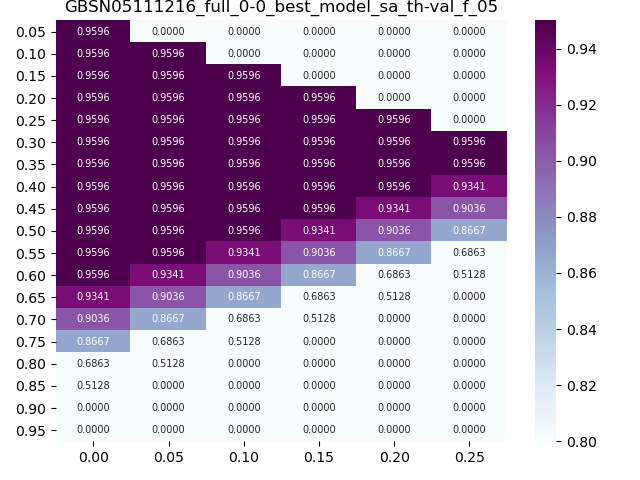 GBSN05111216_full_0-0_best_model_sa_th-val_f_05
0.05 0.9596 0.0000 0.0000 0.0000 0.0000 0.0000
0.10 0.9596 0.9596 0.0000 0.0000 0.0000 0.0000
0.15 0.9596 0.9596 0.9596 0.0000 0.0000 0.0000
0.20 0.9596 0.9596 0.9596 0.9596 0.0000 0.0000
0.25 0.9596 0.9596 0.9596 0.9596 0.9596 0.0000
0.30 0.9596 0.9596 0.9596 0.9596 0.9596 0.9596
0.35 0.9596 0.9596 0.9596 0.9596 0.9596 0.9596
0.40 0.9596 0.9596 0.9596 0.9596 0.9596 0.9341
0.45 0.9596 0.9596 0.9596 0.9596 0.9341 0.9036
0.50 0.9596 0.9596 0.9596 0.9341 0.9036 0.8667
0.55 0.9596 0.9596 0.9341 0.9036 0.8667 0.6863
0.60 0.9596 0.9341 0.9036 0.8667 0.6863 0.5128
0.65 0.9341 0.9036 0.8667 0.6863 0.5128 0.0000
0.70 0.9036 0.8667 0.6863 0.5128 0.0000 0.0000
0.75 0.8667 0.6863 0.5128 0.0000 0.0000 0.0000
0.80 0.6863 0.5128 0.0000 0.0000 0.0000 0.0000
0.85 0.5128 0.0000 0.0000 0.0000 0.0000 0.0000
0.90 0.0000 0.0000 0.0000 0.0000 0.0000 0.0000
0.95 0.0000 0.0000 0.0000 0.0000 0.0000 0.0000
0.00 0.05 0.10 0.15 0.20 0.25
0.94
0.92
0.90
0.88
0.86
0.84
0.82
0.80